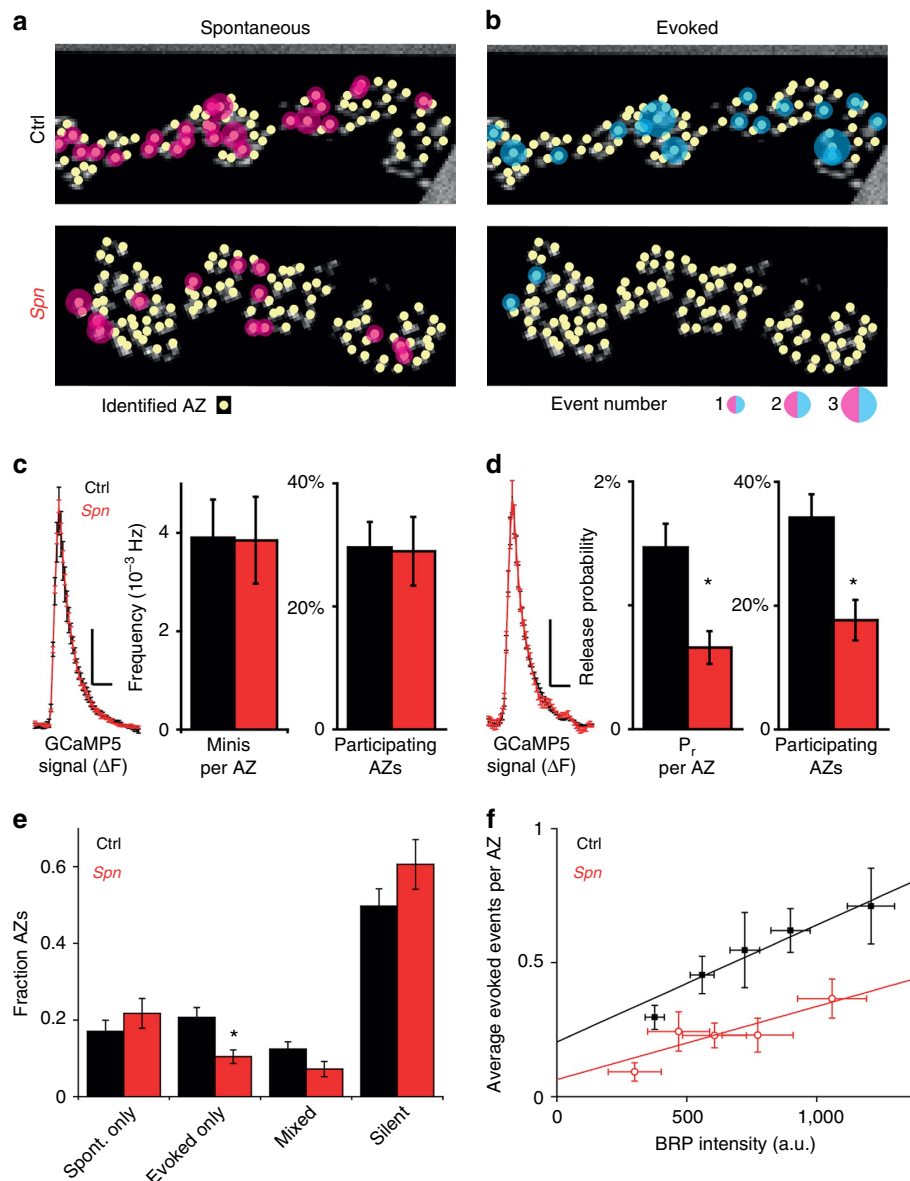 a
Spontaneous
b
Evoked
Ctrl
Spn
Identified AZ
Event number 1 2 3
c
Ctrl
Spn
GCaMP5
signal (ΔF)
Frequency (10⁻³ Hz)
4
2
0
Minis
per AZ
40%
20%
0
Participating
AZs
d
GCaMP5
signal (ΔF)
Release probability
2%
0
*
Pr
per AZ
40%
20%
0
*
Participating
AZs
e
Ctrl
Spn
Fraction AZs
0.6
0.4
0.2
0
*
Spont. only
Evoked only
Mixed
Silent
f
Ctrl
Spn
Average evoked events per AZ
1
0.5
0
0 500 1,000
BRP intensity (a.u.)